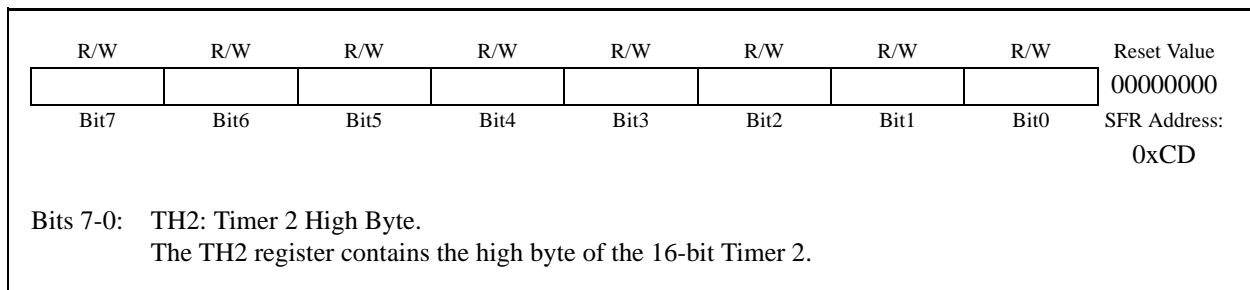 R/W R/W R/W R/W R/W R/W R/W R/W Reset Value
00000000
Bit7 Bit6 Bit5 Bit4 Bit3 Bit2 Bit1 Bit0 SFR Address:
0xCD
Bits 7-0: TH2: Timer 2 High Byte.
The TH2 register contains the high byte of the 16-bit Timer 2.